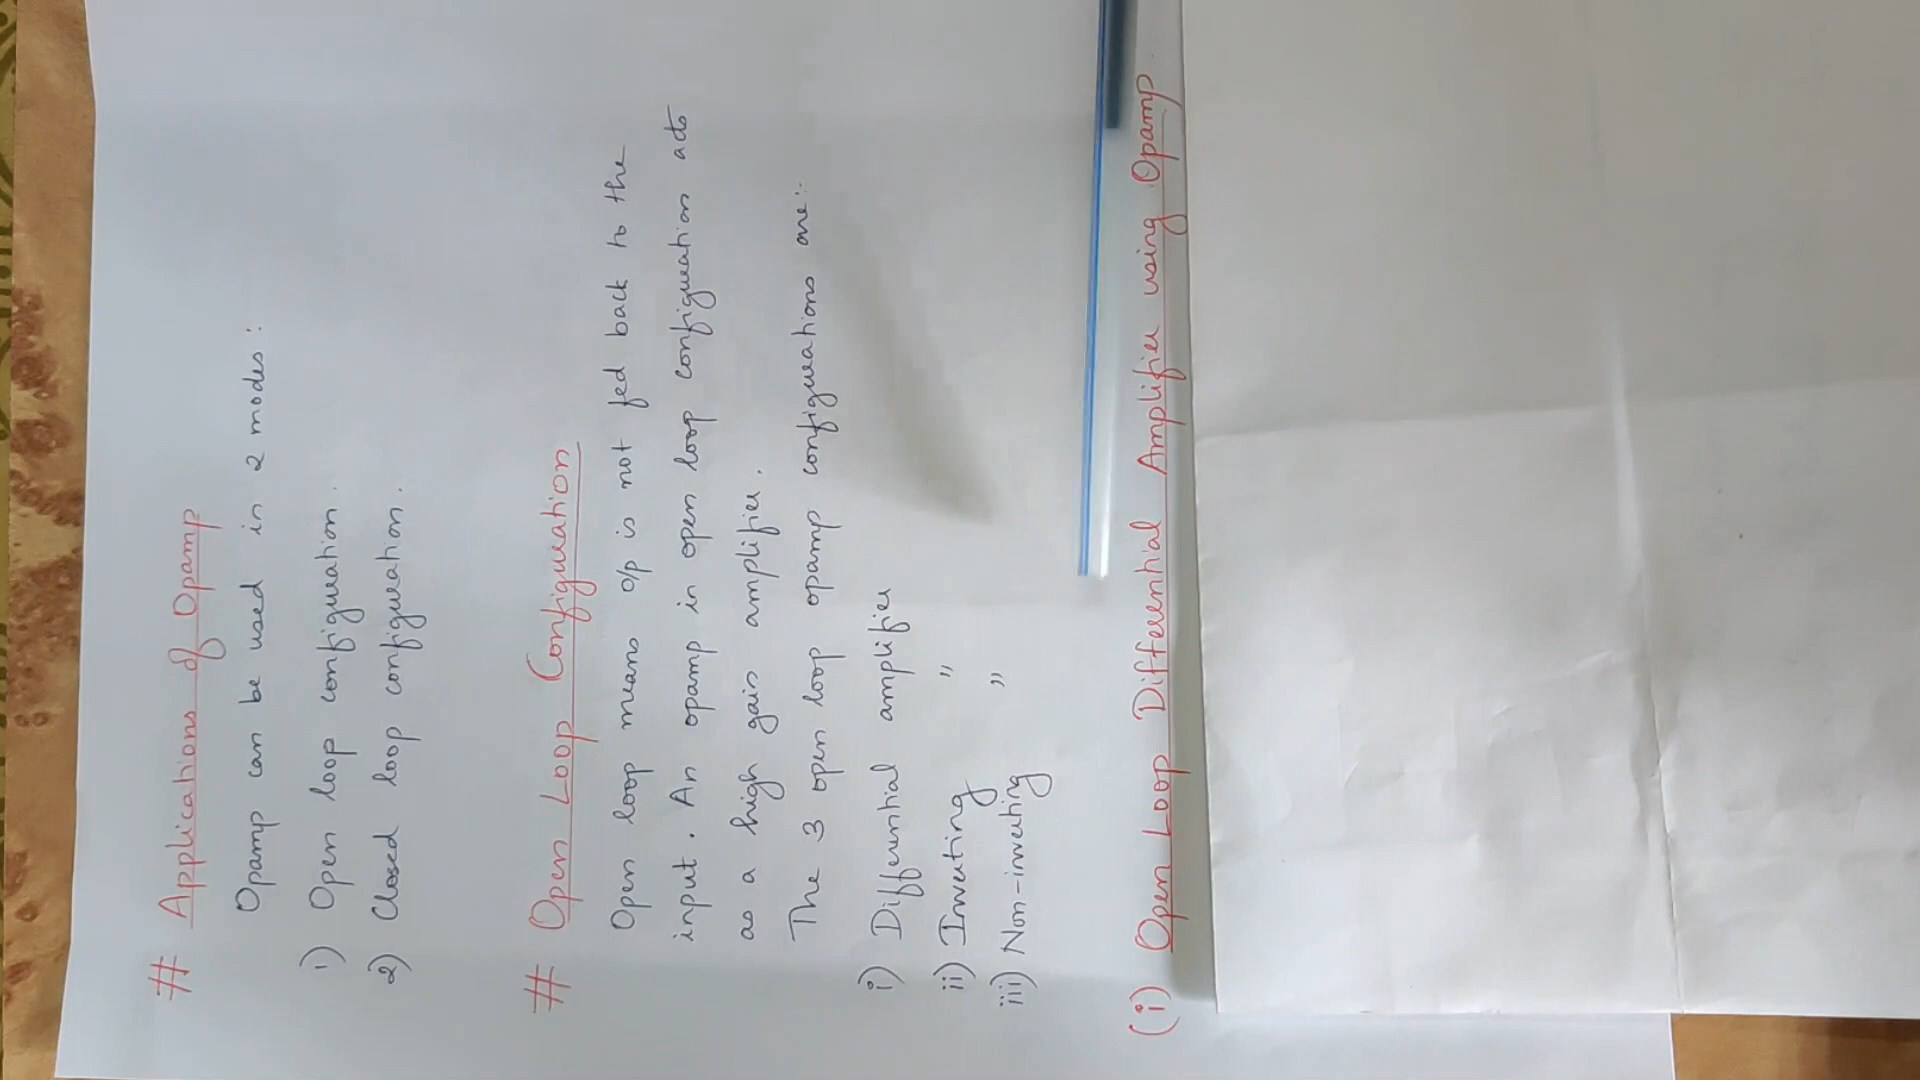 # Applications of Opamp
Opamp can be used in 2 modes:
1) Open loop configuration.
2) Closed loop configuration.
# Open Loop Configuration
Open loop means o/p is not fed back to the
input. An opamp in open loop configuration acts
as a high gain amplifier.
The 3 open loop opamp configurations are:-
i) Differential amplifier
ii) Inverting "
iii) Non-inverting "
(i) Open Loop Differential Amplifier using Opamp